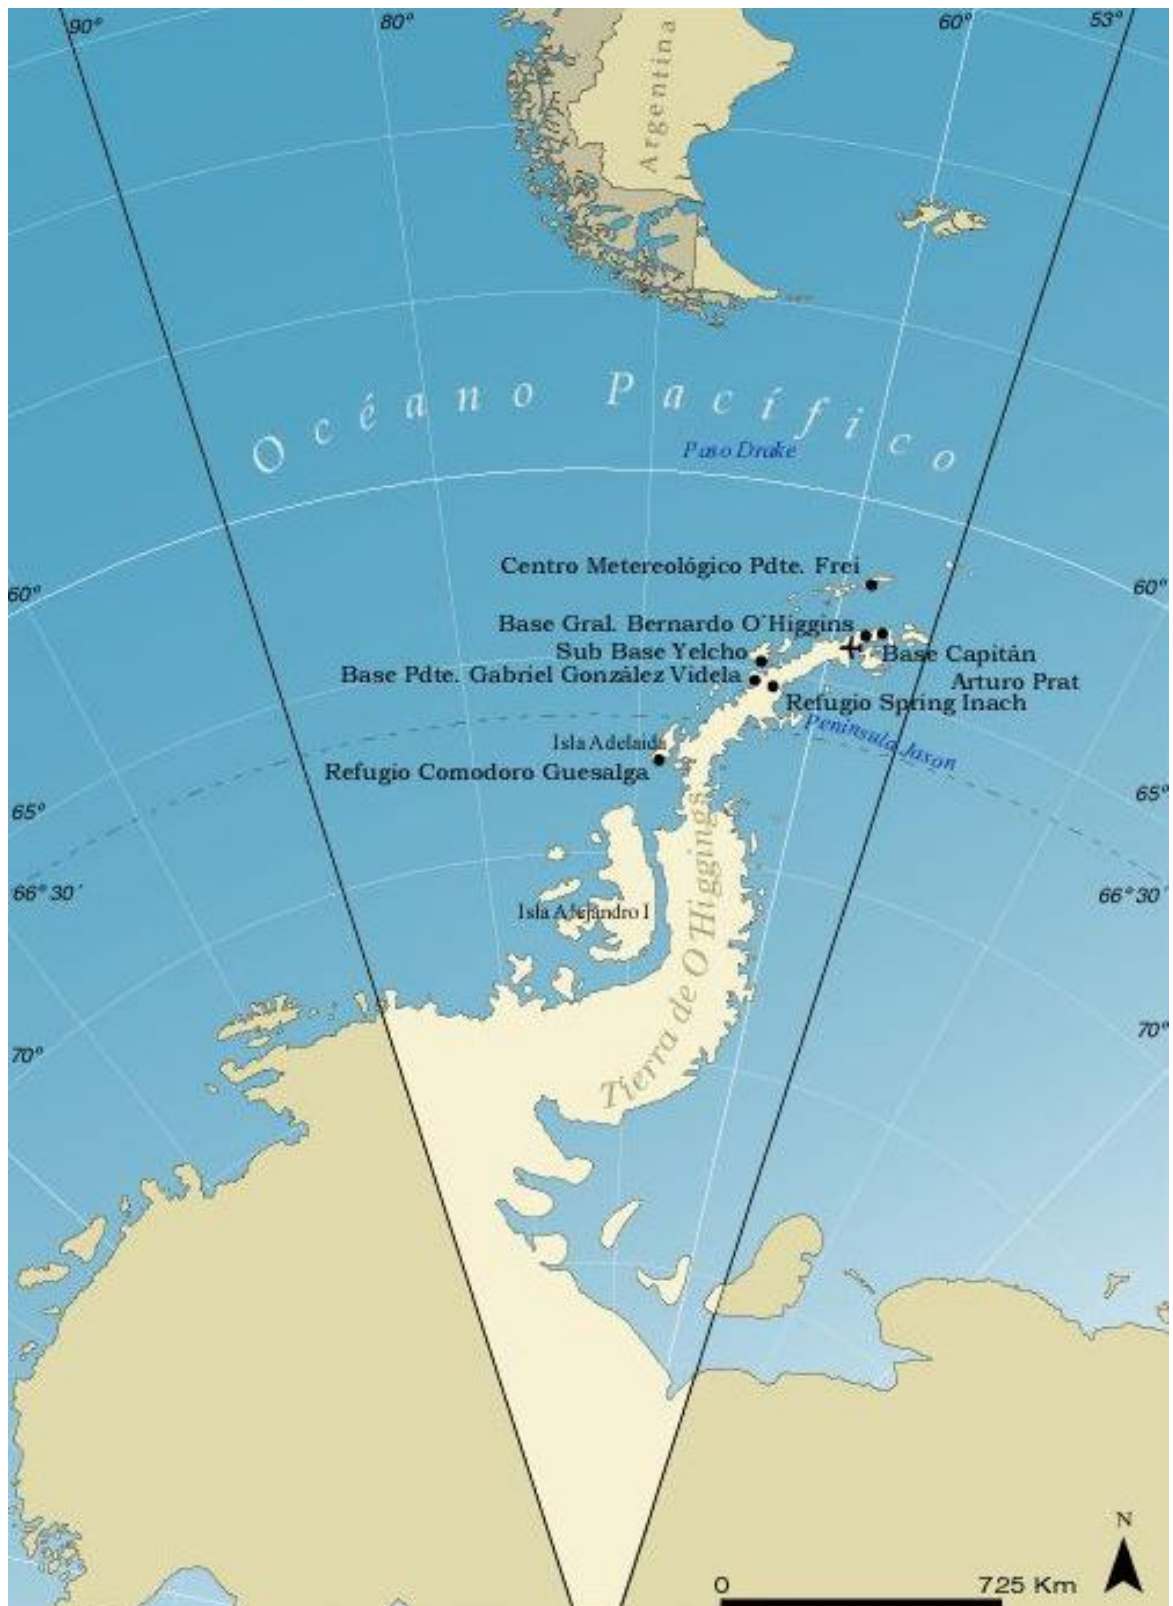 90°
80°
60°
53°
Argentina
Océano Pacífico
Paso Drake
Centro Metereológico Pdte. Frei
60°
60°
Base Gral. Bernardo O'Higgins
Sub Base Yelcho
Base Capitán
Arturo Prat
Base Pdte. Gabriel González Videla
Refugio Spring Inach
Península Jason
Isla Adelaida
Refugio Comodoro Guesalga
65°
65°
66° 30'
66° 30'
Isla Alejandro I
Tierra de O'Higgings
70°
70°
N
0
725 Km